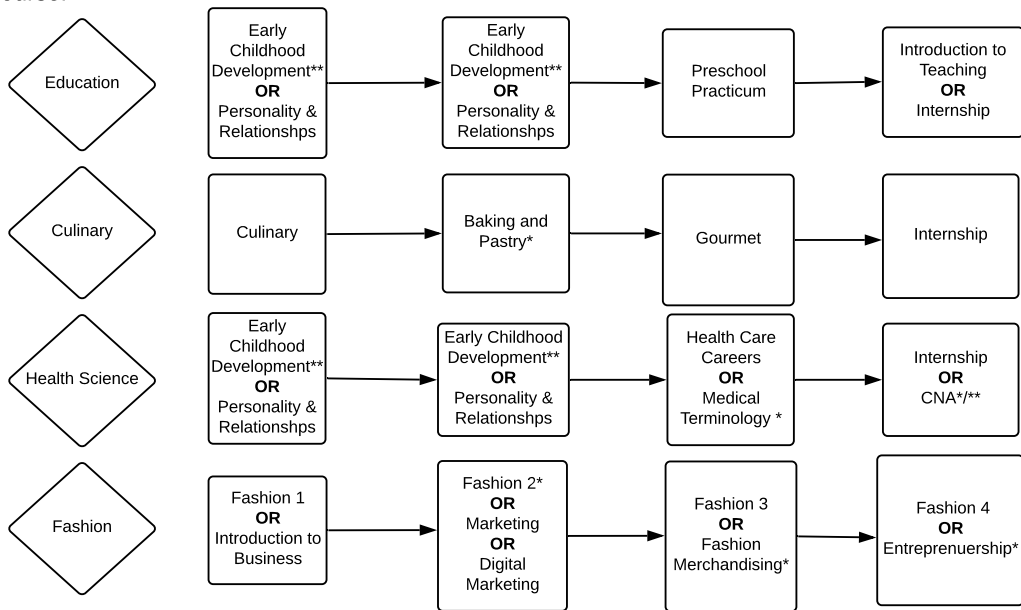 Education
Early
Childhood
Development**
OR
Personality &
Relationshps
Early
Childhood
Development**
OR
Personality &
Relationshps
Preschool
Practicum
Introduction to
Teaching
OR
Internship
Culinary
Culinary
Baking and
Pastry*
Gourmet
Internship
Health Science
Early
Childhood
Development**
OR
Personality &
Relationshps
Early Childhood
Development**
OR
Personality &
Relationshps
Health Care
Careers
OR
Medical
Terminology *
Internship
OR
CNA*/**
Fashion
Fashion 1
OR
Introduction to
Business
Fashion 2*
OR
Marketing
OR
Digital
Marketing
Fashion 3
OR
Fashion
Merchandising*
Fashion 4
OR
Entreprenuership*